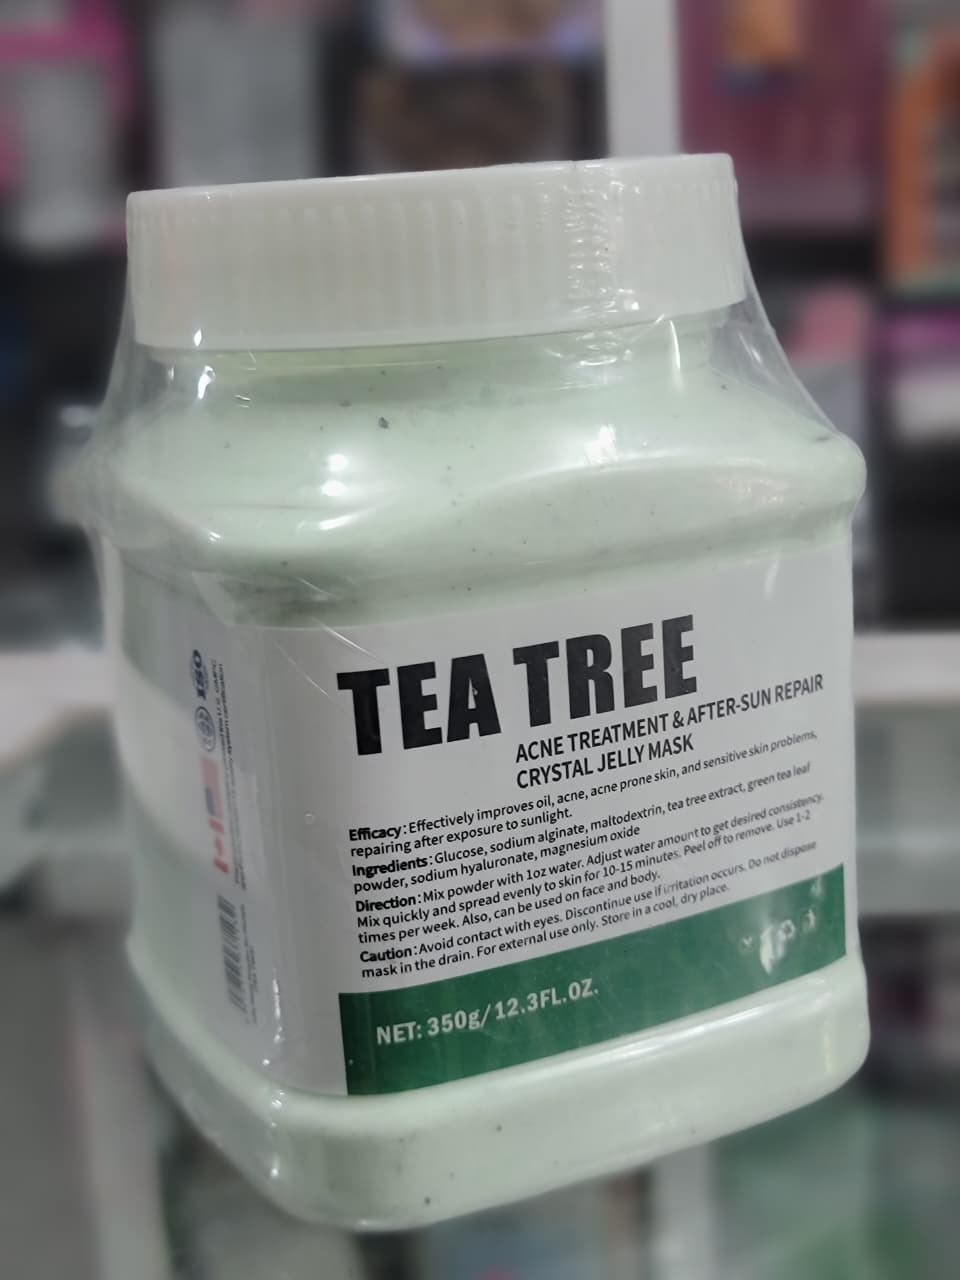 TEA TREE
ACNE TREATMENT & AFTER-SUN REPAIR
CRYSTAL JELLY MASK
Efficacy: Effectively improves oil, acne, acne prone skin, and sensitive skin problems,
repairing after exposure to sunlight.
Ingredients: Glucose, sodium alginate, maltodextrin, tea tree extract, green tea leaf
powder, sodium hyaluronate, magnesium oxide
Direction: Mix powder with 1oz water. Adjust water amount to get desired consistency.
Mix quickly and spread evenly to skin for 10-15 minutes. Peel off to remove. Use 1-2
times per week. Also, can be used on face and body.
Caution: Avoid contact with eyes. Discontinue use if irritation occurs. Do not dispose
mask in the drain. For external use only. Store in a cool, dry place.
NET: 350g/12.3FL.OZ.
ISO
GMPC
system certification